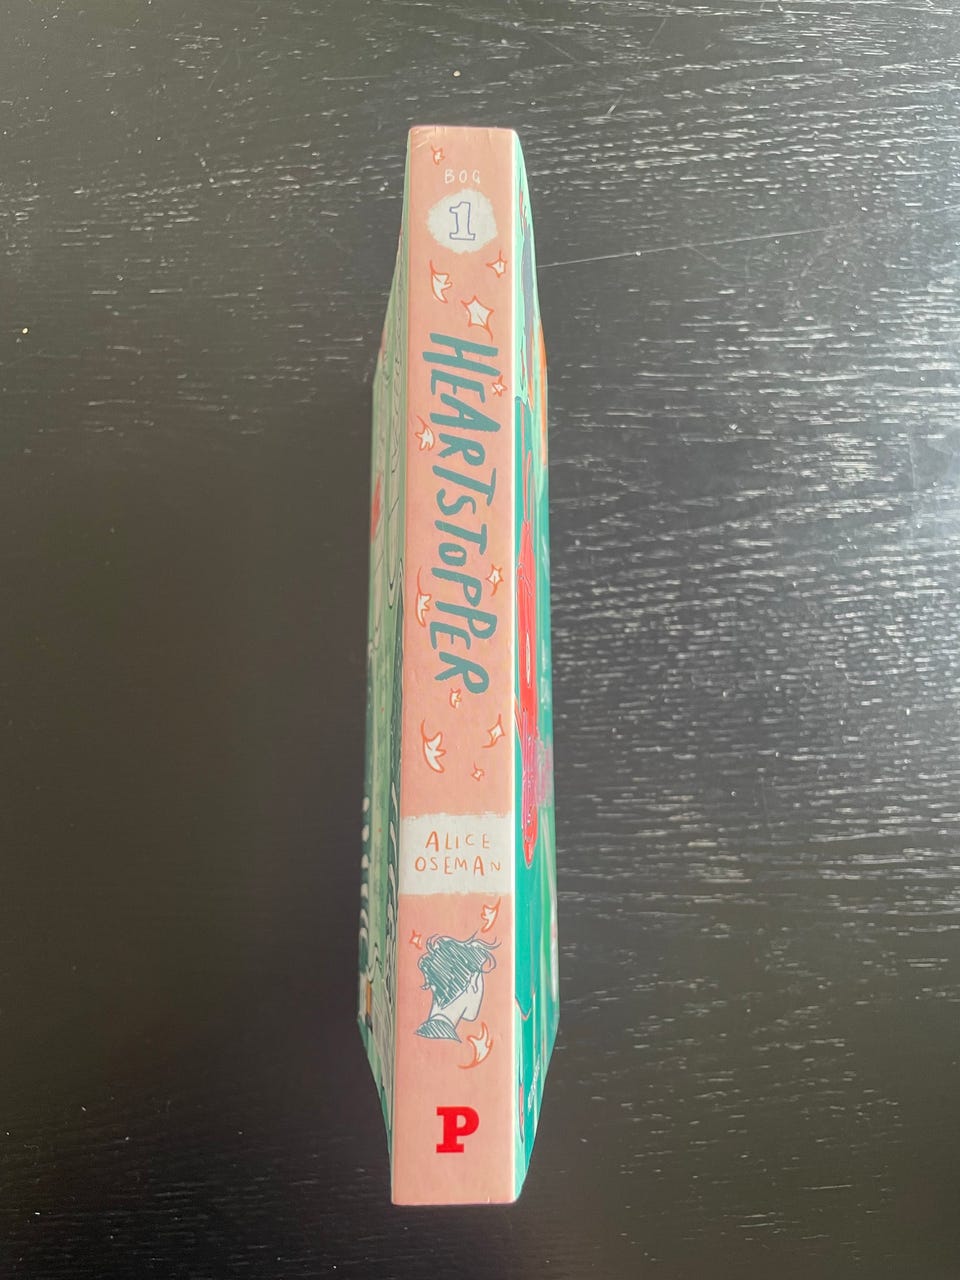 BOG
1
HEARTSTOPPER
ALICE
OSEMAN
P